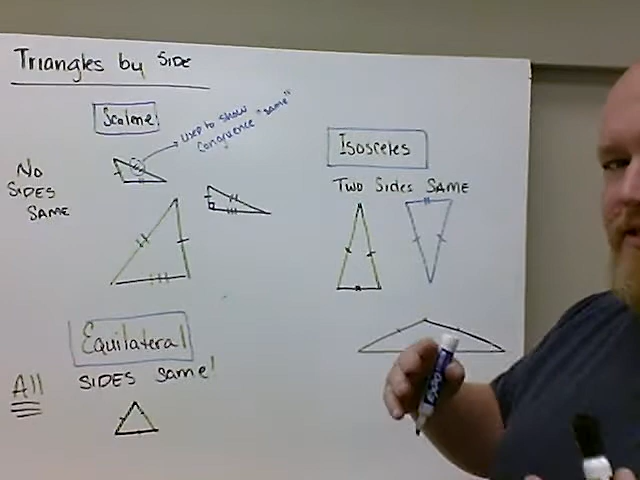 Triangles by SIDE
Scalene
Used to show
Congruence "same"
NO
SIDES
SAME
Isosceles
TWO Sides SAME
Equilateral
All SIDES same!
EXPO